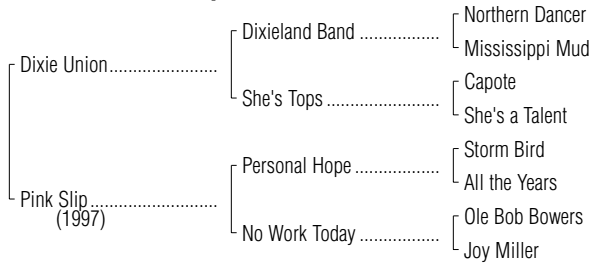 Northern Dancer
Dixieland Band ..................
Mississippi Mud
Dixie Union........................
Capote
She's Tops .........................
She's a Talent
Storm Bird
Personal Hope ...................
All the Years
Pink Slip............................
(1997)
Ole Bob Bowers
No Work Today ..................
Joy Miller